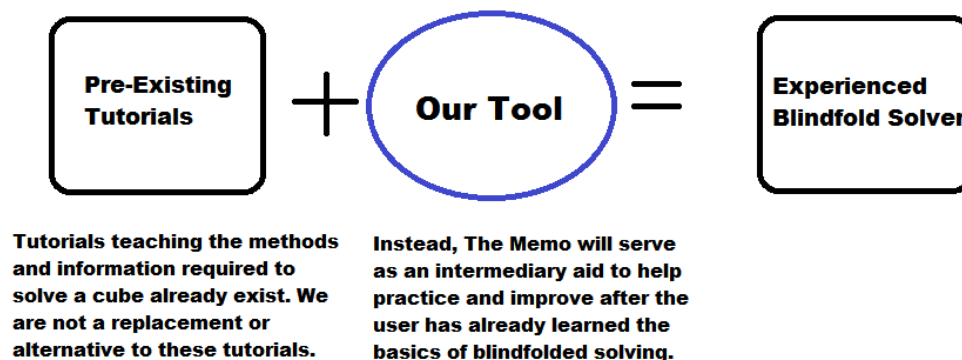 Pre-Existing
Tutorials
+
Our Tool
=
Experienced
Blindfold Solver
Tutorials teaching the methods
and information required to
solve a cube already exist. We
are not a replacement or
alternative to these tutorials.
Instead, The Memo will serve
as an intermediary aid to help
practice and improve after the
user has already learned the
basics of blindfolded solving.